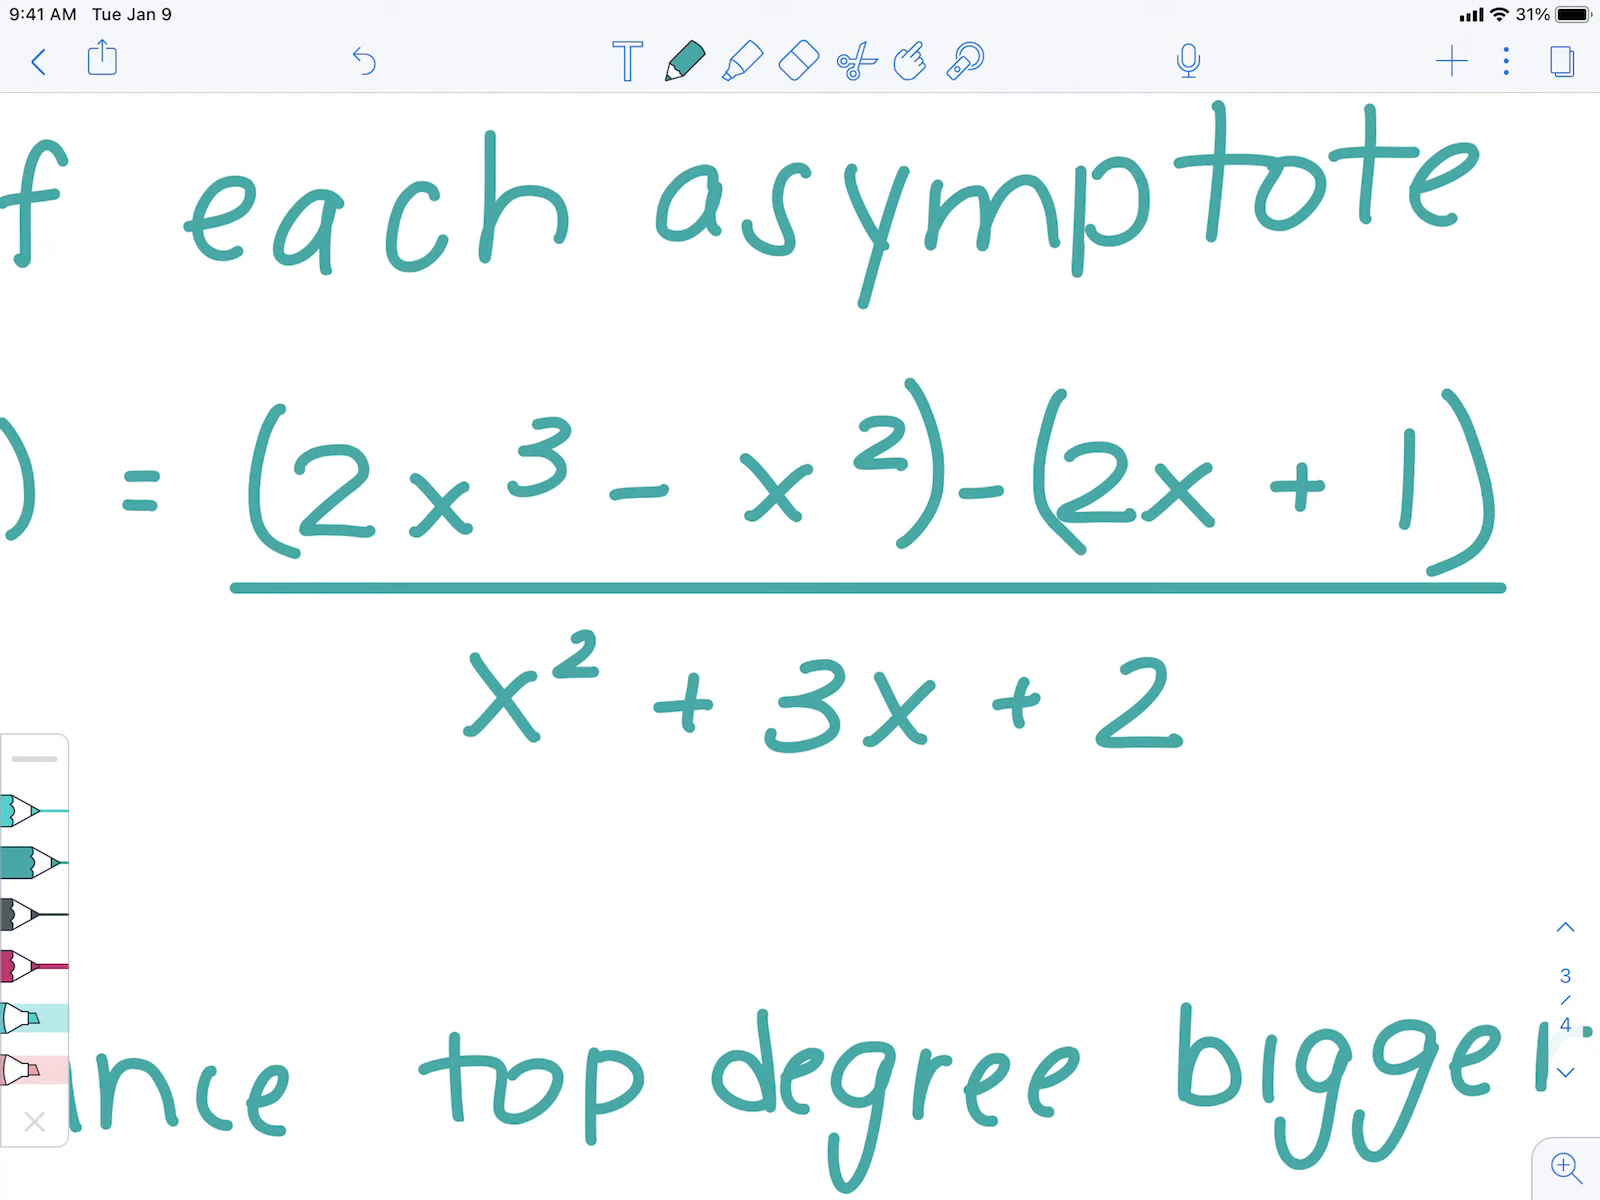 9:41 AM Tue Jan 9 31%
f each asymptote
) = (2x³ - x²) - (2x + 1)
x² + 3x + 2
3
/
4
ince top degree bigger